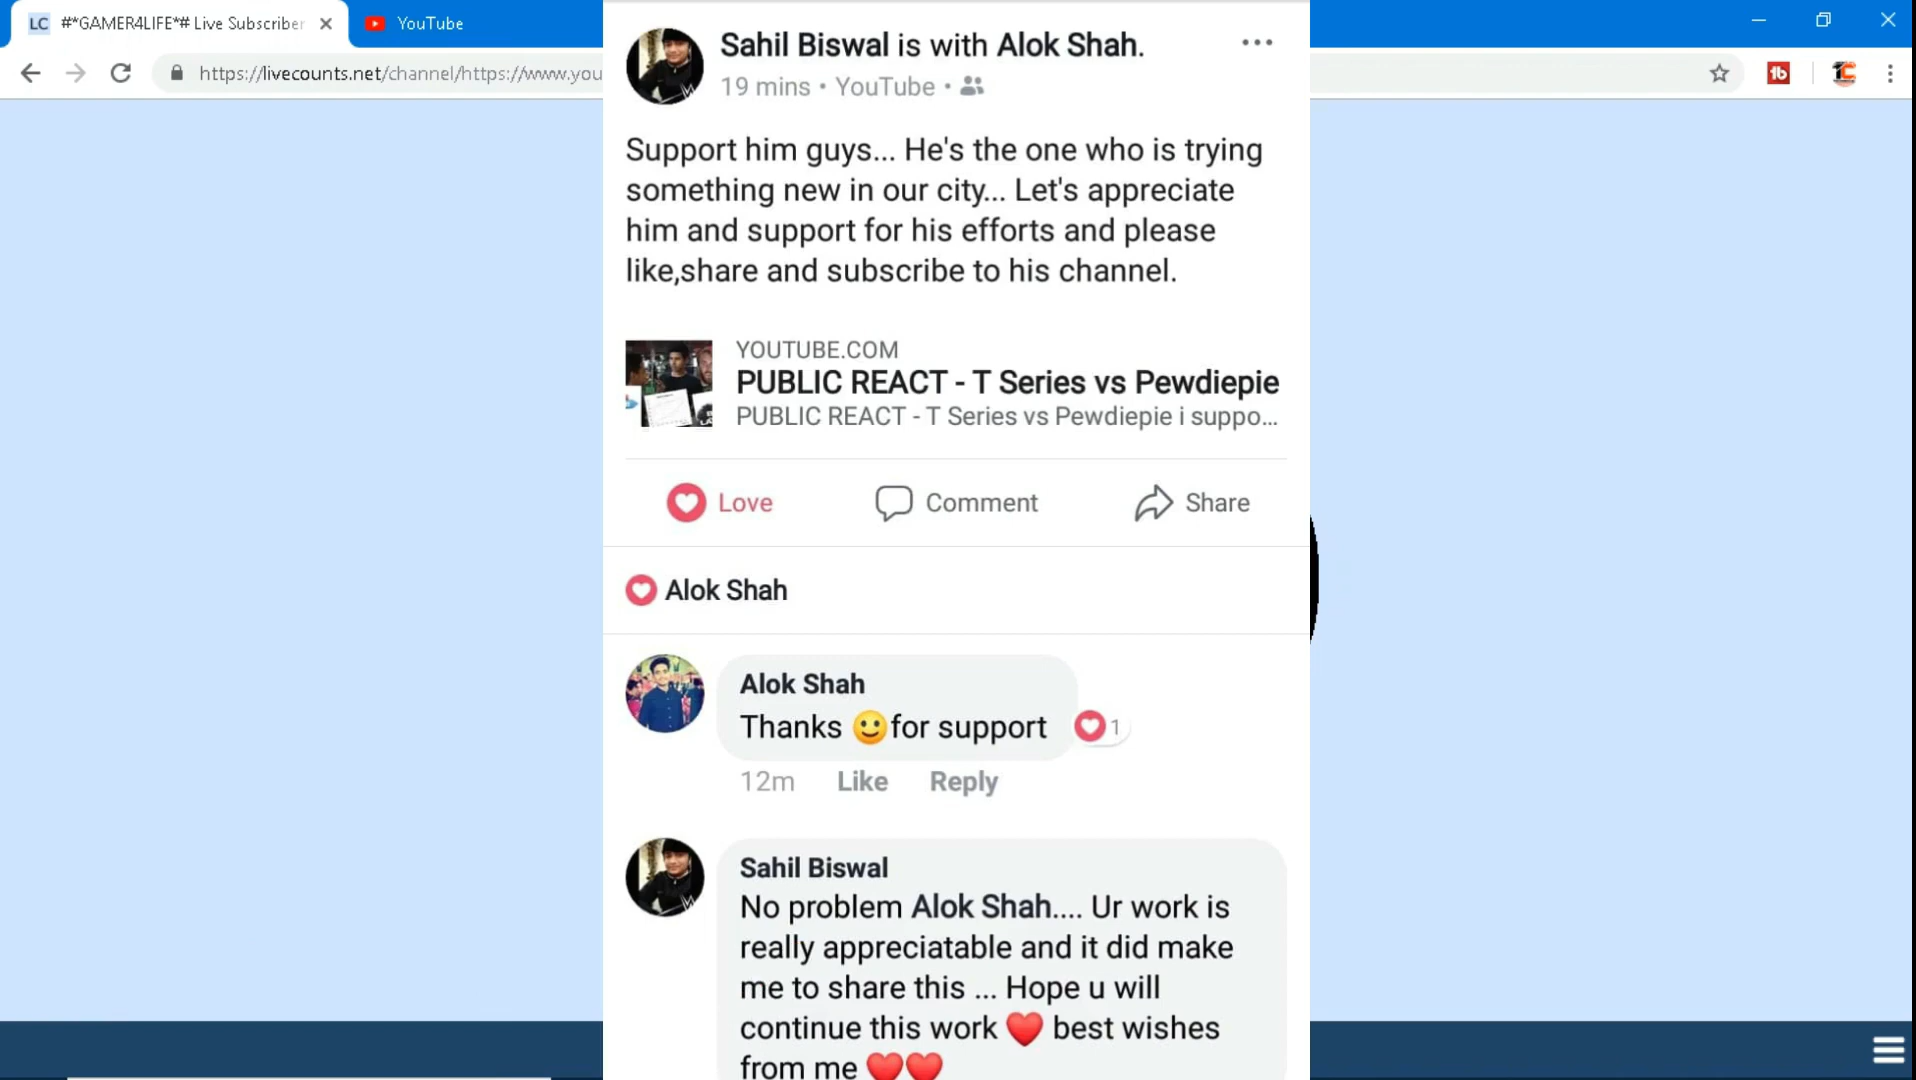 LC #*GAMER4LIFE*# Live Subscriber
YouTube
https://livecounts.net/channel/https://www.you
Sahil Biswal is with Alok Shah.
19 mins • YouTube •
Support him guys... He's the one who is trying
something new in our city... Let's appreciate
him and support for his efforts and please
like,share and subscribe to his channel.
YOUTUBE.COM
PUBLIC REACT - T Series vs Pewdiepie
PUBLIC REACT - T Series vs Pewdiepie i suppo...
Love
Comment
Share
Alok Shah
Alok Shah
Thanks 🙂for support
1
12m Like Reply
Sahil Biswal
No problem Alok Shah.... Ur work is
really appreciatable and it did make
me to share this ... Hope u will
continue this work ❤️ best wishes
from me ❤️❤️